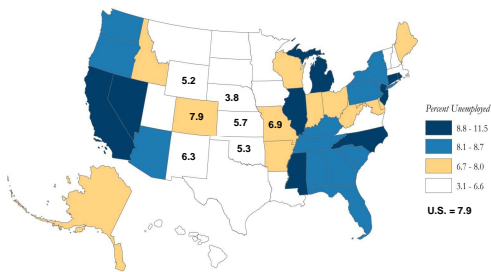 5.2
3.8
7.9
5.7
6.9
5.3
6.3
Percent Unemployed
8.8 - 11.5
8.1 - 8.7
6.7 - 8.0
3.1 - 6.6
U.S. = 7.9